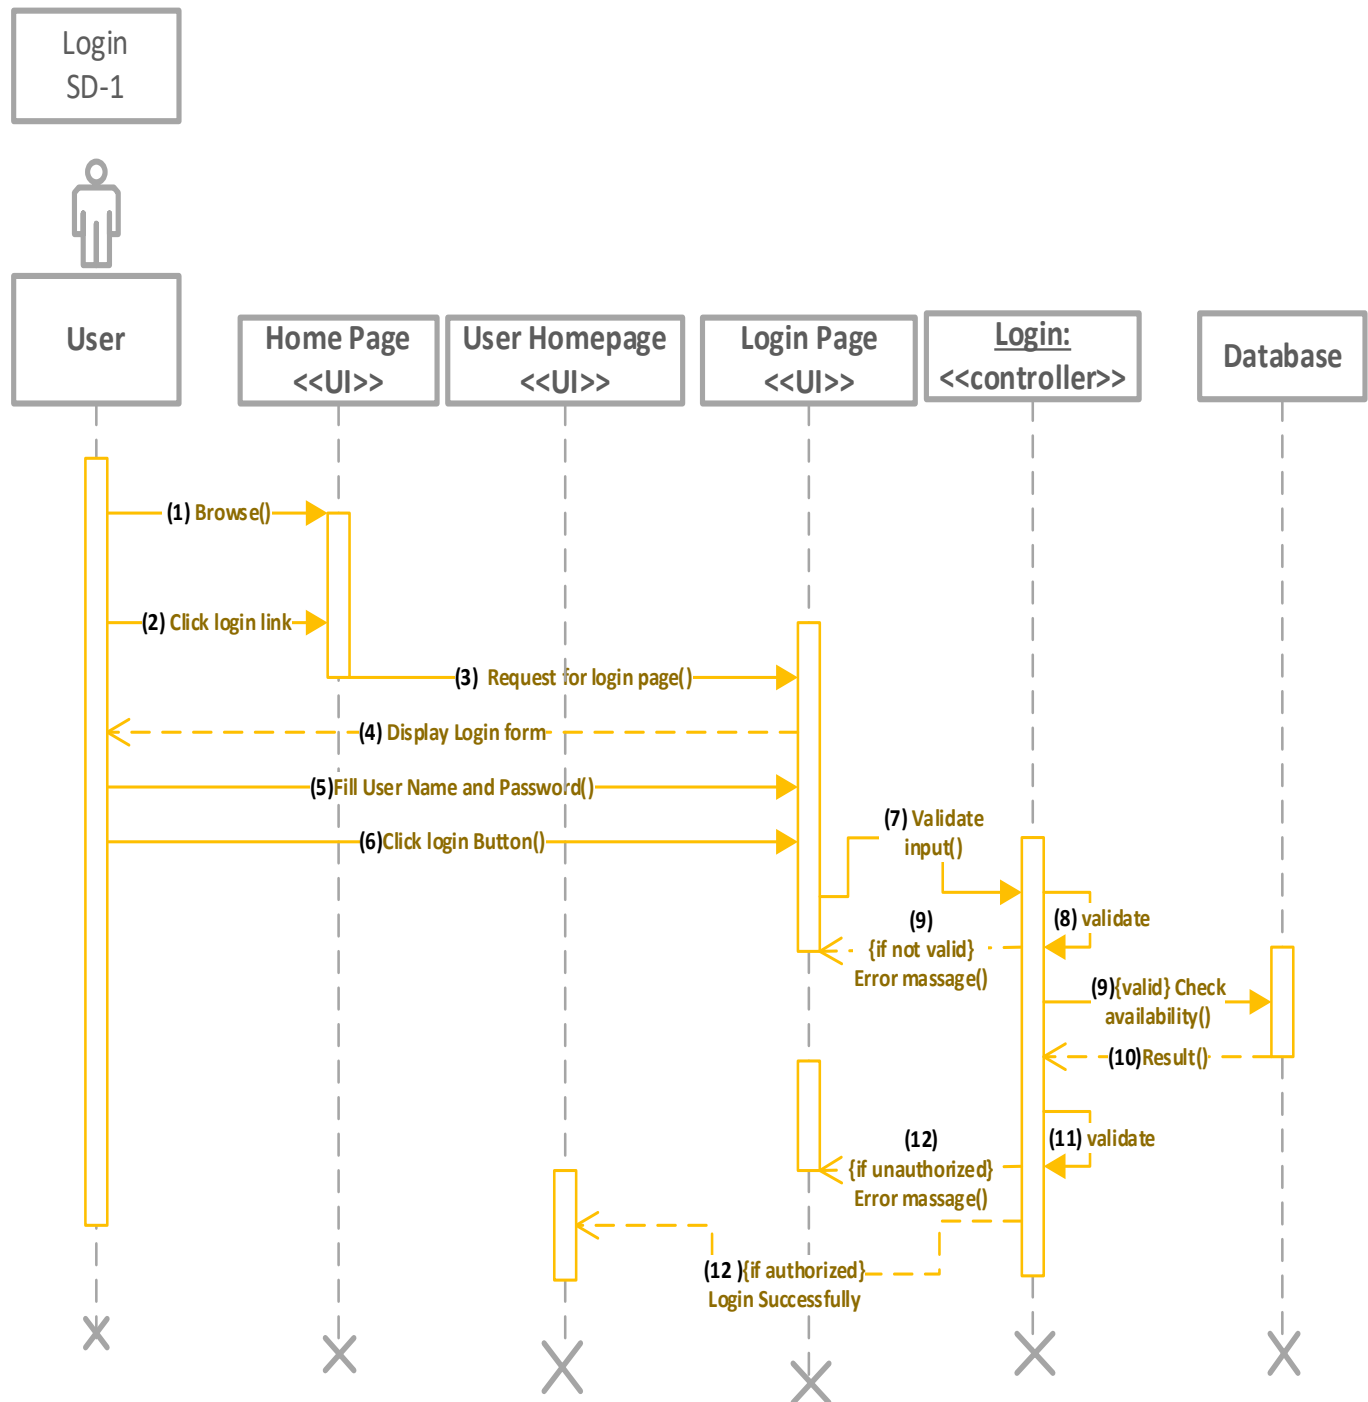 Login
SD-1
User
Home Page
<<UI>>
User Homepage
<<UI>>
Login Page
<<UI>>
Login:
<<controller>>
Database
(1) Browse()
(2) Click login link
(3) Request for login page()
(4) Display Login form
(5)Fill User Name and Password()
(6)Click login Button()
(7) Validate
input()
(8) validate
(9)
{if not valid}
Error massage()
(9){valid} Check
availability()
(10)Result()
(11) validate
(12)
{if unauthorized}
Error massage()
(12 ){if authorized}
Login Successfully